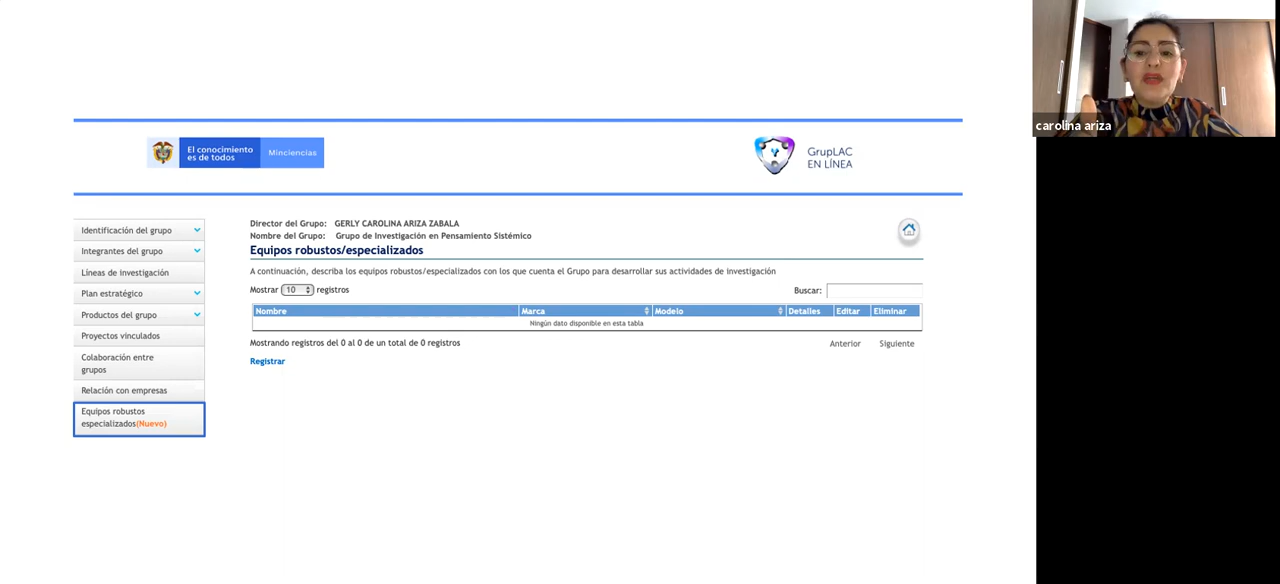 carolina ariza
El conocimiento
es de todos
Minciencias
GrupLAC
EN LÍNEA
Identificación del grupo
Integrantes del grupo
Líneas de investigación
Plan estratégico
Productos del grupo
Proyectos vinculados
Colaboración entre
grupos
Relación con empresas
Equipos robustos
especializados(Nuevo)
Director del Grupo: GERLY CAROLINA ARIZA ZABALA
Nombre del Grupo: Grupo de Investigación en Pensamiento Sistémico
Equipos robustos/especializados
A continuación, describa los equipos robustos/especializados con los que cuenta el Grupo para desarrollar sus actividades de investigación
Mostrar 10 registros Buscar:
Nombre Marca Modelo Detalles Editar Eliminar
Ningún dato disponible en esta tabla
Mostrando registros del 0 al 0 de un total de 0 registros Anterior Siguiente
Registrar